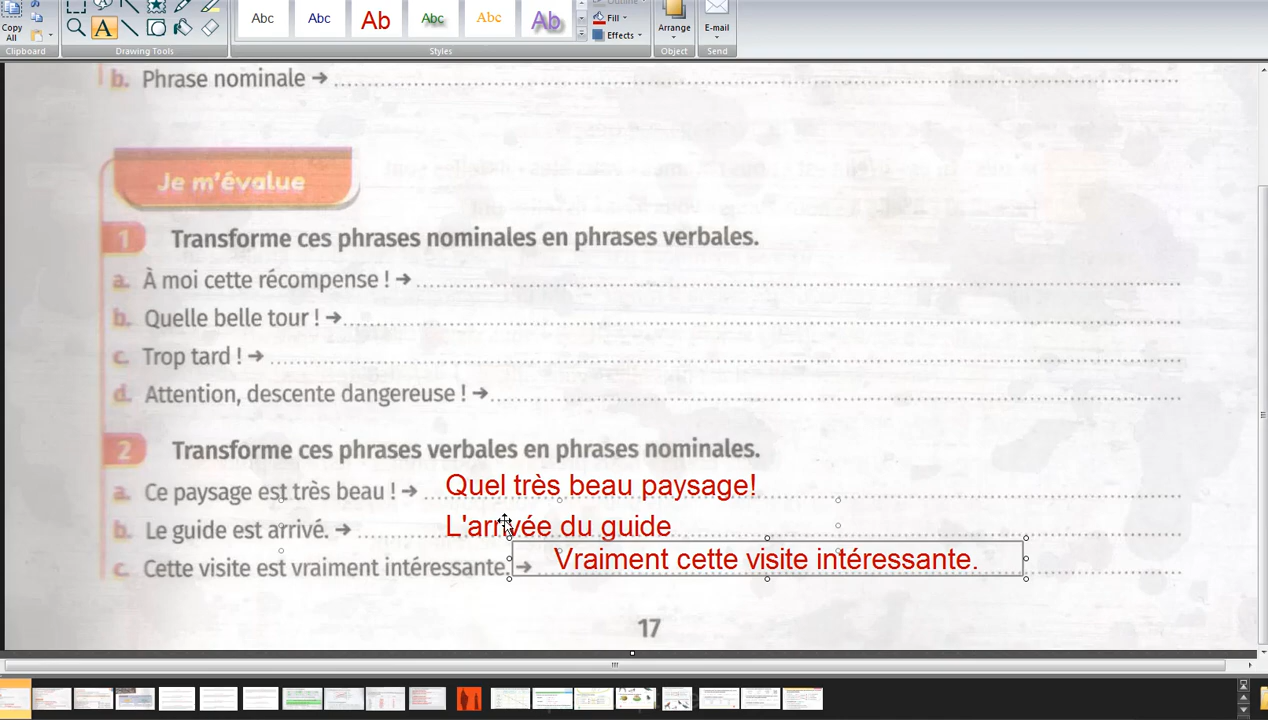 Copy
All
Clipboard
Drawing Tools
Abc
Abc
Ab
Abc
Abc
Ab
Styles
Outline
Fill
Effects
Arrange
Object
E-mail
Send
b. Phrase nominale →
Je m'évalue
1 Transforme ces phrases nominales en phrases verbales.
a. À moi cette récompense ! →
b. Quelle belle tour ! →
c. Trop tard ! →
d. Attention, descente dangereuse ! →
2 Transforme ces phrases verbales en phrases nominales.
a. Ce paysage est très beau ! → Quel très beau paysage!
b. Le guide est arrivé. → L'arrivée du guide
c. Cette visite est vraiment intéressante. → Vraiment cette visite intéressante.
17